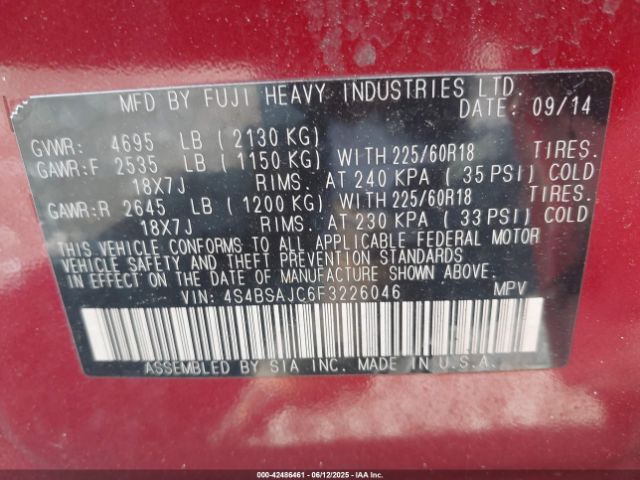 MFD BY FUJI HEAVY INDUSTRIES LTD.
DATE: 09/14
GVWR: 4695 LB ( 2130 KG)
GAWR:F 2535 LB ( 1150 KG) WITH 225/60R18 TIRES.
18X7J RIMS. AT 240 KPA ( 35 PSI) COLD
GAWR:R 2645 LB ( 1200 KG) WITH 225/60R18 TIRES.
18X7J RIMS. AT 230 KPA ( 33 PSI) COLD
THIS VEHICLE CONFORMS TO ALL APPLICABLE FEDERAL MOTOR
VEHICLE SAFETY AND THEFT PREVENTION STANDARDS
IN EFFECT ON THE DATE OF MANUFACTURE SHOWN ABOVE.
VIN: 4S4BSAJC6F3226046 MPV
ASSEMBLED BY SIA INC. MADE IN U.S.A.
000-42486461 - 06/12/2025 - IAAI.COM